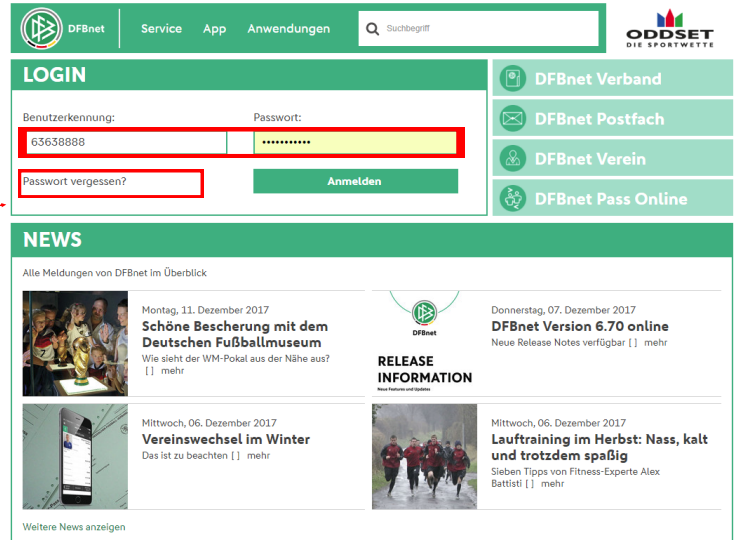 DFBnet
Service App Anwendungen
Suchbegriff
ODDSET
DIE SPORTWETTE
LOGIN
Benutzerkennung: Passwort:
63638888 •••••••••••
Passwort vergessen?
Anmelden
DFBnet Verband
DFBnet Postfach
DFBnet Verein
DFBnet Pass Online
NEWS
Alle Meldungen von DFBnet im Überblick
Montag, 11. Dezember 2017
Schöne Bescherung mit dem
Deutschen Fußballmuseum
Wie sieht der WM-Pokal aus der Nähe aus?
[ ] mehr
DFBnet
RELEASE
INFORMATION
Neue Features und Updates
Donnerstag, 07. Dezember 2017
DFBnet Version 6.70 online
Neue Release Notes verfügbar [ ] mehr
Mittwoch, 06. Dezember 2017
Vereinswechsel im Winter
Das ist zu beachten [ ] mehr
Mittwoch, 06. Dezember 2017
Lauftraining im Herbst: Nass, kalt
und trotzdem spaßig
Sieben Tipps von Fitness-Experte Alex
Battisti [ ] mehr
Weitere News anzeigen